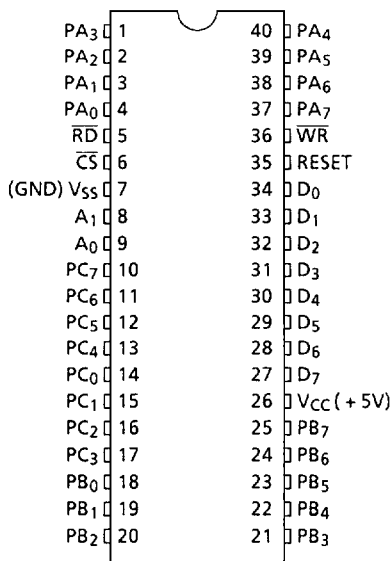 PA₃ 1 40 PA₄
PA₂ 2 39 PA₅
PA₁ 3 38 PA₆
PA₀ 4 37 PA₇
R̅D̅ 5 36 W̅R̅
C̅S̅ 6 35 RESET
(GND) VSS 7 34 D₀
A₁ 8 33 D₁
A₀ 9 32 D₂
PC₇ 10 31 D₃
PC₆ 11 30 D₄
PC₅ 12 29 D₅
PC₄ 13 28 D₆
PC₀ 14 27 D₇
PC₁ 15 26 VCC (+5V)
PC₂ 16 25 PB₇
PC₃ 17 24 PB₆
PB₀ 18 23 PB₅
PB₁ 19 22 PB₄
PB₂ 20 21 PB₃